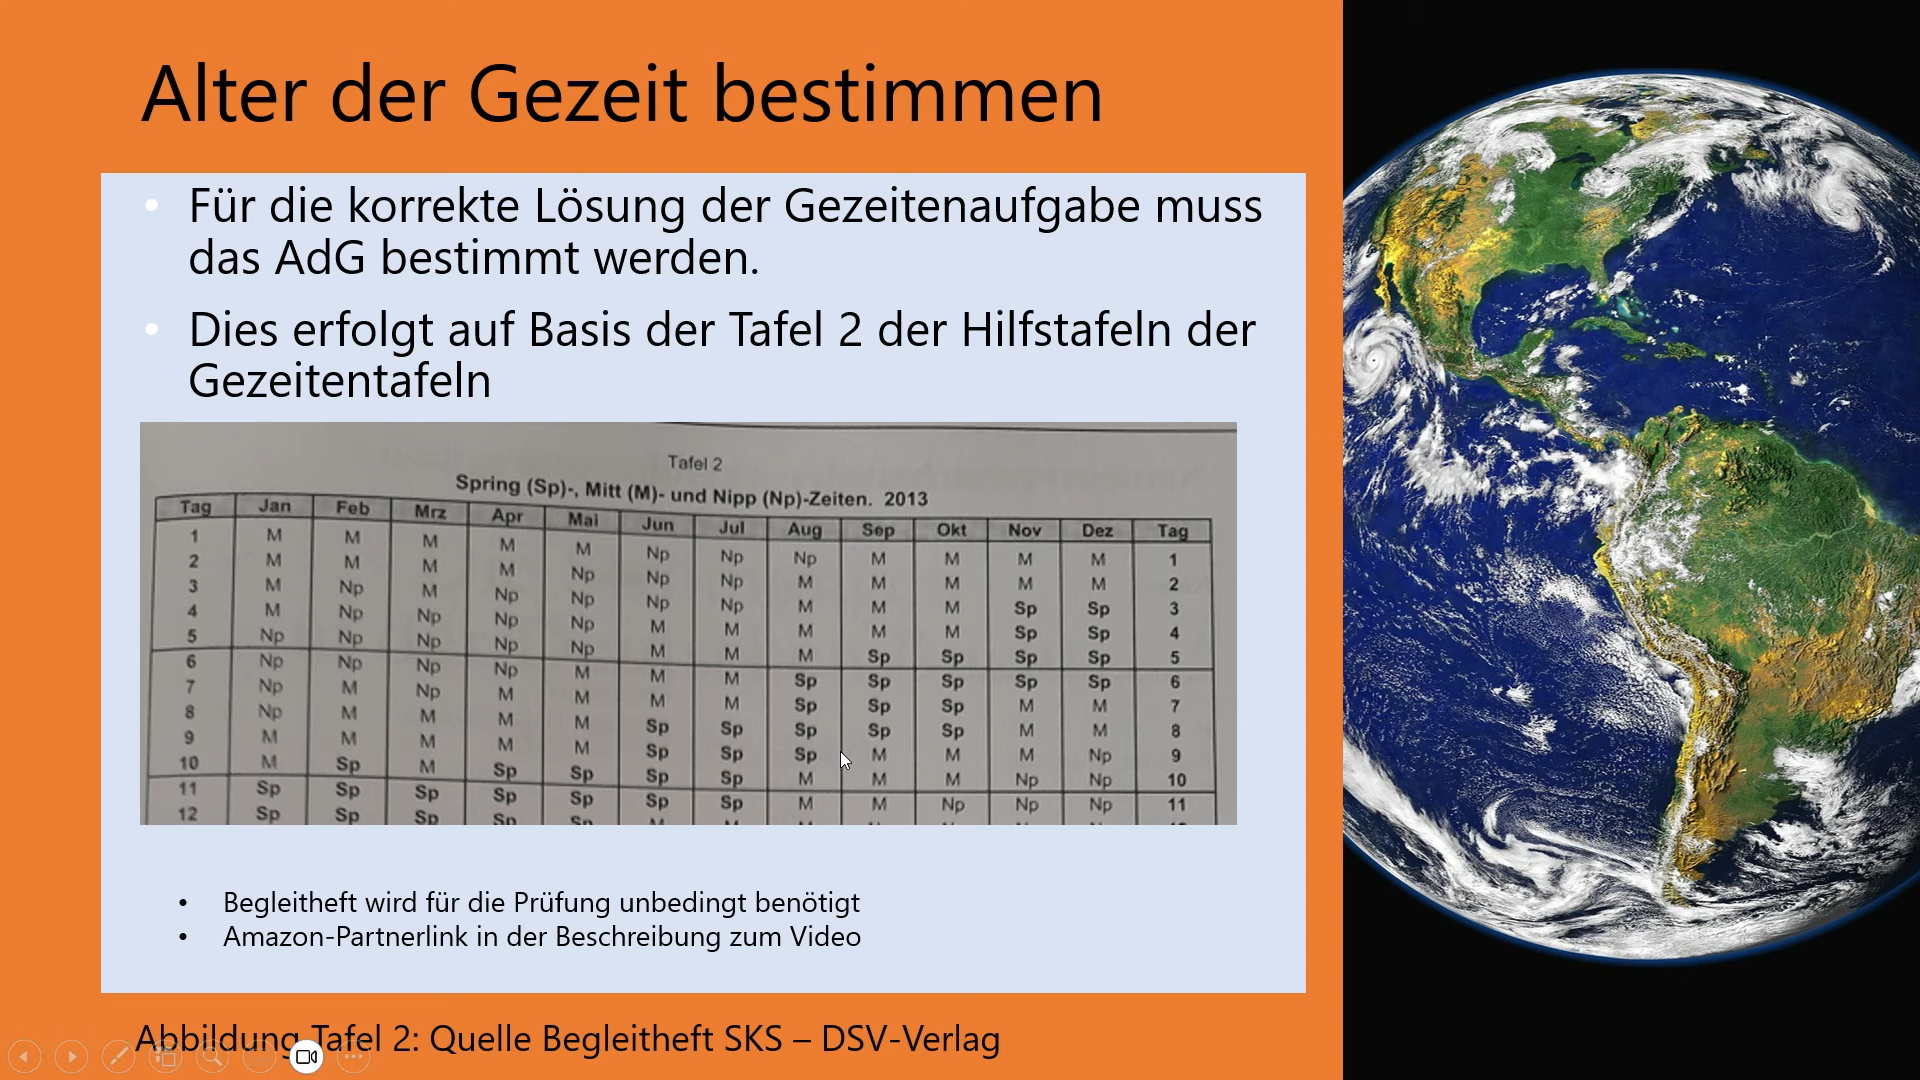 Alter der Gezeit bestimmen
• Für die korrekte Lösung der Gezeitenaufgabe muss
das AdG bestimmt werden.
• Dies erfolgt auf Basis der Tafel 2 der Hilfstafeln der
Gezeitentafeln
Tafel 2
Spring (Sp)-, Mitt (M)- und Nipp (Np)-Zeiten. 2013
Tag Jan Feb Mrz Apr Mai Jun Jul Aug Sep Okt Nov Dez Tag
1 M M M M M Np Np Np M M M M 1
2 M M M M Np Np Np M M M M M 2
3 M Np M Np Np Np Np M M M Sp Sp 3
4 M Np Np Np Np M M M M M Sp Sp 4
5 Np Np Np Np Np M M M Sp Sp Sp Sp 5
6 Np Np Np Np M M M Sp Sp Sp Sp Sp 6
7 Np M Np M M M M Sp Sp Sp M M 7
8 Np M M M M Sp Sp Sp Sp Sp M M 8
9 M M M M M Sp Sp Sp M M M Np 9
10 M Sp M Sp Sp Sp Sp M M M Np Np 10
11 Sp Sp Sp Sp Sp Sp Sp M M Np Np Np 11
12 Sp Sp Sp Sp Sp
• Begleitheft wird für die Prüfung unbedingt benötigt
• Amazon-Partnerlink in der Beschreibung zum Video
Abbildung Tafel 2: Quelle Begleitheft SKS – DSV-Verlag